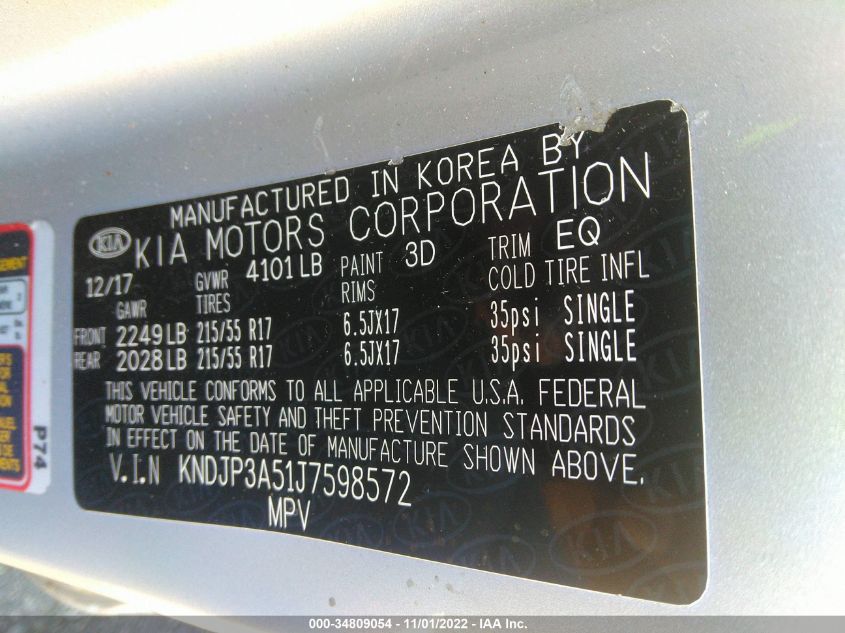 MANUFACTURED IN KOREA BY
KIA KIA MOTORS CORPORATION
12/17 GVWR 4101 LB PAINT 3D TRIM EQ
GAWR TIRES RIMS COLD TIRE INFL
FRONT 2249 LB 215/55 R17 6.5JX17 35psi SINGLE
REAR 2028 LB 215/55 R17 6.5JX17 35psi SINGLE
THIS VEHICLE CONFORMS TO ALL APPLICABLE U.S.A. FEDERAL
MOTOR VEHICLE SAFETY AND THEFT PREVENTION STANDARDS
IN EFFECT ON THE DATE OF MANUFACTURE SHOWN ABOVE.
V.I.N KNDJP3A51J7598572
MPV
P74
000-34809054 - 11/01/2022 - IAA Inc.